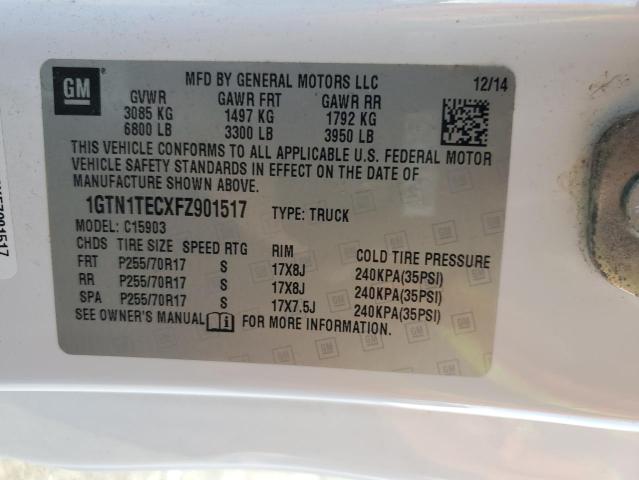 GM
MFD BY GENERAL MOTORS LLC 12/14
GVWR GAWR FRT GAWR RR
3085 KG 1497 KG 1792 KG
6800 LB 3300 LB 3950 LB
THIS VEHICLE CONFORMS TO ALL APPLICABLE U.S. FEDERAL MOTOR
VEHICLE SAFETY STANDARDS IN EFFECT ON THE DATE OF
MANUFACTURE SHOWN ABOVE.
1GTN1TECXFZ901517 TYPE: TRUCK
MODEL: C15903
CHDS TIRE SIZE SPEED RTG RIM COLD TIRE PRESSURE
FRT P255/70R17 S 17X8J 240KPA(35PSI)
RR P255/70R17 S 17X8J 240KPA(35PSI)
SPA P255/70R17 S 17X7.5J 240KPA(35PSI)
SEE OWNER'S MANUAL FOR MORE INFORMATION.